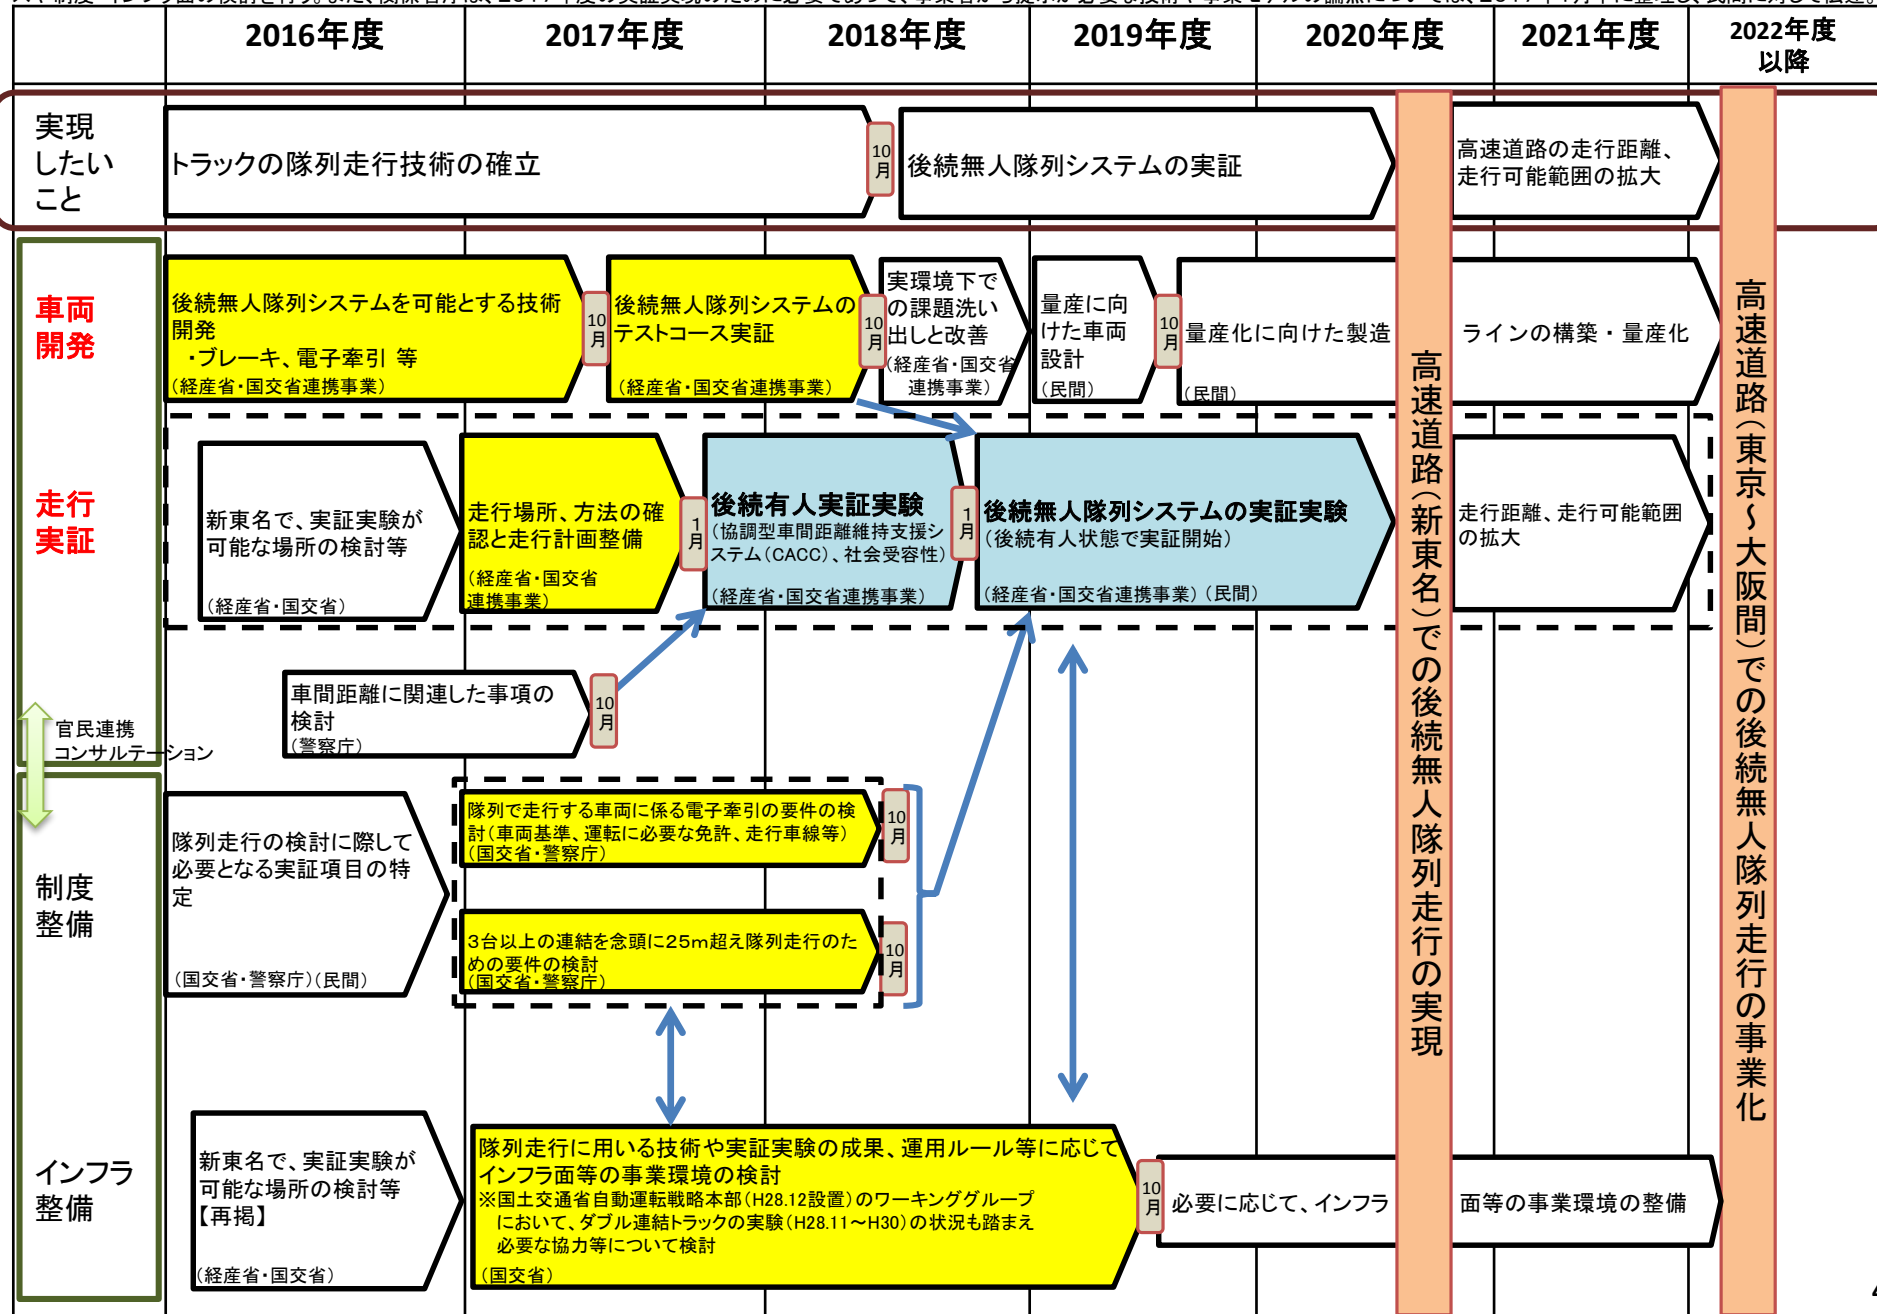 2016年度
2017年度
2018年度
2019年度
2020年度
2021年度
2022年度
以降
実現
したい
こと
トラックの隊列走行技術の確立
10
月
後続無人隊列システムの実証
高速道路の走行距離、
走行可能範囲の拡大
車両
開発
後続無人隊列システムを可能とする技術
開発
・ブレーキ、電子牽引 等
(経産省・国交省連携事業)
10
月
後続無人隊列システムの
テストコース実証
(経産省・国交省連携事業)
10
月
実環境下で
の課題洗い
出しと改善
(経産省・国交省
連携事業)
量産に向
けた車両
設計
(民間)
10
月
量産化に向けた製造
ラインの構築・量産化
(民間)
走行
実証
新東名で、実証実験が
可能な場所の検討等
(経産省・国交省)
走行場所、方法の確
認と走行計画整備
(経産省・国交省
連携事業)
1
月
後続有人実証実験
(協調型車間距離維持支援シ
ステム(CACC)、社会受容性)
(経産省・国交省連携事業)
1
月
後続無人隊列システムの実証実験
(後続有人状態で実証開始)
(経産省・国交省連携事業)(民間)
走行距離、走行可能範囲
の拡大
車間距離に関連した事項の
検討
(警察庁)
10
月
官民連携
コンサルテーション
制度
整備
隊列走行の検討に際して
必要となる実証項目の特
定
(国交省・警察庁)(民間)
隊列で走行する車両に係る電子牽引の要件の検
討(車両基準、運転に必要な免許、走行車線等)
(国交省・警察庁)
10
月
3台以上の連結を念頭に25m超え隊列走行のた
めの要件の検討
(国交省・警察庁)
10
月
インフラ
整備
新東名で、実証実験が
可能な場所の検討等
【再掲】
(経産省・国交省)
隊列走行に用いる技術や実証実験の成果、運用ルール等に応じて
インフラ面等の事業環境の検討
※国土交通省自動運転戦略本部(H28.12設置)のワーキンググループ
において、ダブル連結トラックの実験(H28.11～H30)の状況も踏まえ
必要な協力等について検討
(国交省)
10
月
必要に応じて、インフラ
面等の事業環境の整備
高速道路(新東名)での後続無人隊列走行の実現
高速道路(東京～大阪間)での後続無人隊列走行の事業化